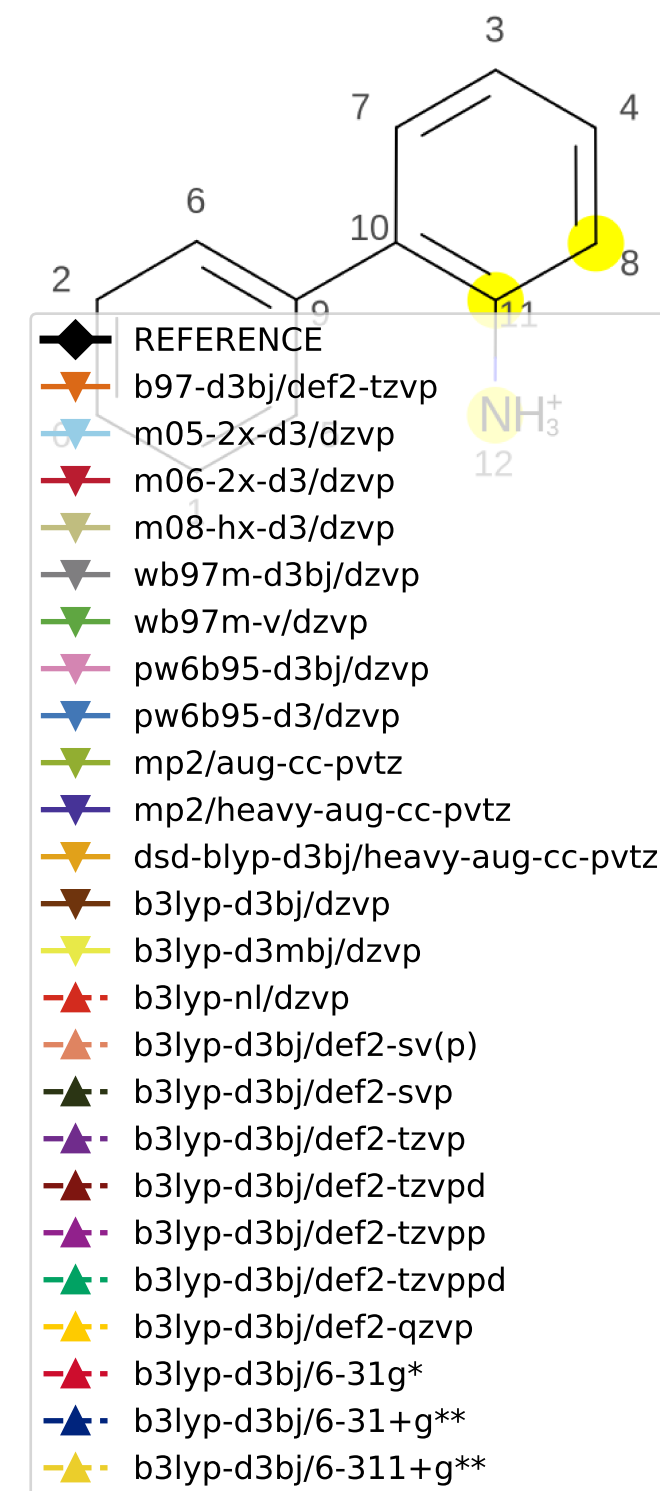 3
7
4
6
10
8
2
9
11
REFERENCE
b97-d3bj/def2-tzvp
NH3+
m05-2x-d3/dzvp
12
m06-2x-d3/dzvp
1
m08-hx-d3/dzvp
wb97m-d3bj/dzvp
wb97m-v/dzvp
pw6b95-d3bj/dzvp
pw6b95-d3/dzvp
mp2/aug-cc-pvtz
mp2/heavy-aug-cc-pvtz
dsd-blyp-d3bj/heavy-aug-cc-pvtz
b3lyp-d3bj/dzvp
b3lyp-d3mbj/dzvp
b3lyp-nl/dzvp
b3lyp-d3bj/def2-sv(p)
b3lyp-d3bj/def2-svp
b3lyp-d3bj/def2-tzvp
b3lyp-d3bj/def2-tzvpd
b3lyp-d3bj/def2-tzvpp
b3lyp-d3bj/def2-tzvppd
b3lyp-d3bj/def2-qzvp
b3lyp-d3bj/6-31g*
b3lyp-d3bj/6-31+g**
b3lyp-d3bj/6-311+g**